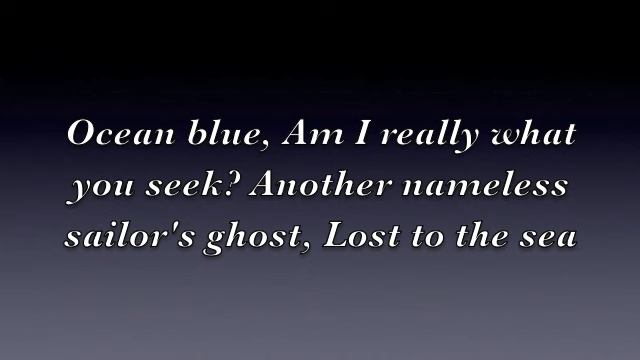 Ocean blue, Am I really what
you seek? Another nameless
sailor's ghost, Lost to the sea